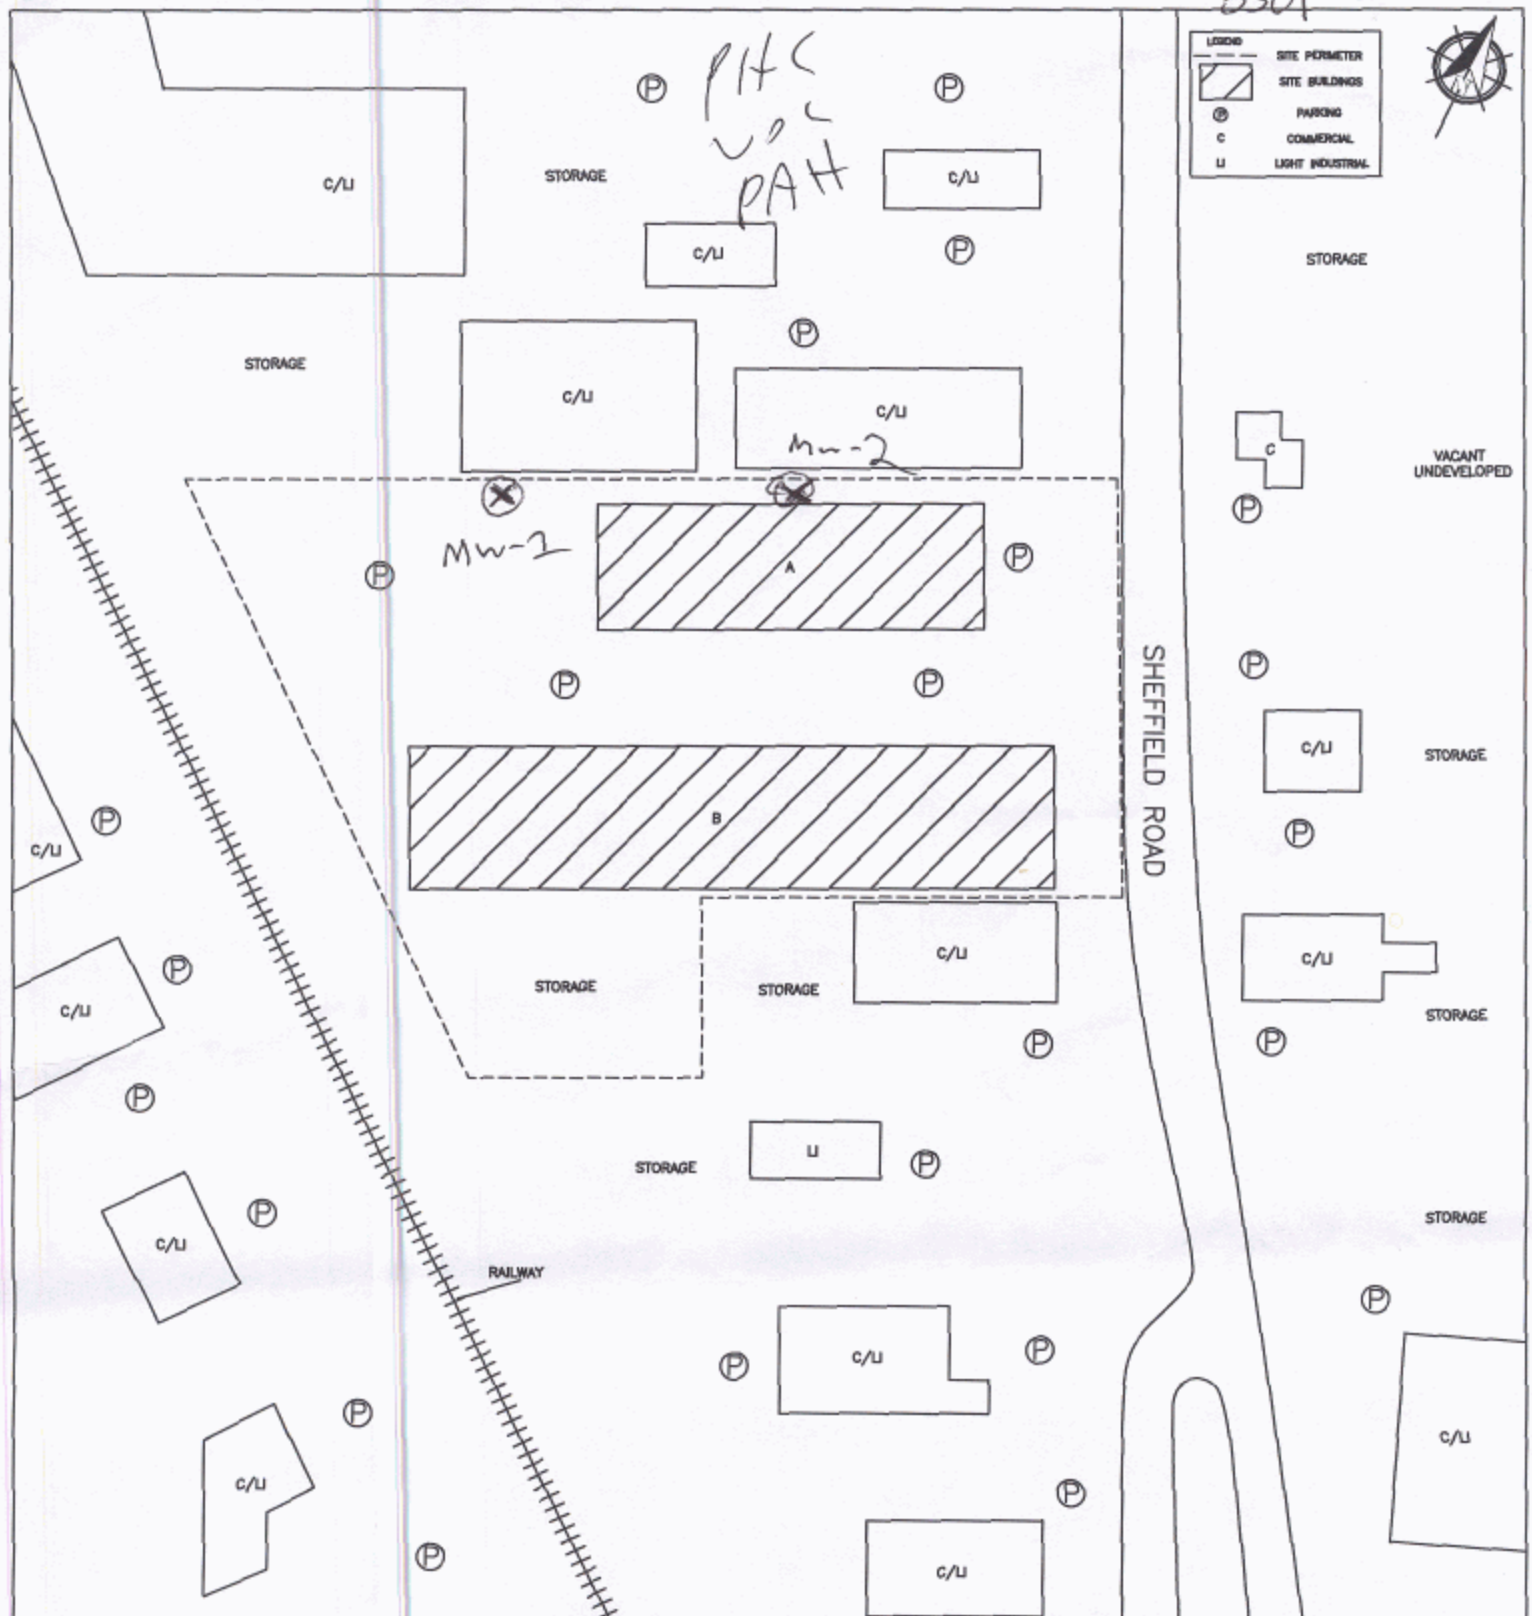 LEGEND
SITE PERIMETER
SITE BUILDINGS
P PARKING
C COMMERCIAL
LI LIGHT INDUSTRIAL
PHC
VOC
PAH
P
P
C/LI
STORAGE
C/LI
C/LI
P
STORAGE
P
STORAGE
C/LI
C/LI
MW-2
C
VACANT
UNDEVELOPED
P
MW-1
P
A
P
P
P
SHEFFIELD ROAD
P
C/LI
STORAGE
B
P
C/LI
P
C/LI
P
C/LI
STORAGE
STORAGE
C/LI
STORAGE
P
P
P
LI
P
STORAGE
STORAGE
C/LI
P
RAILWAY
P
C/LI
P
P
C/LI
P
C/LI
P
P
C/LI
P